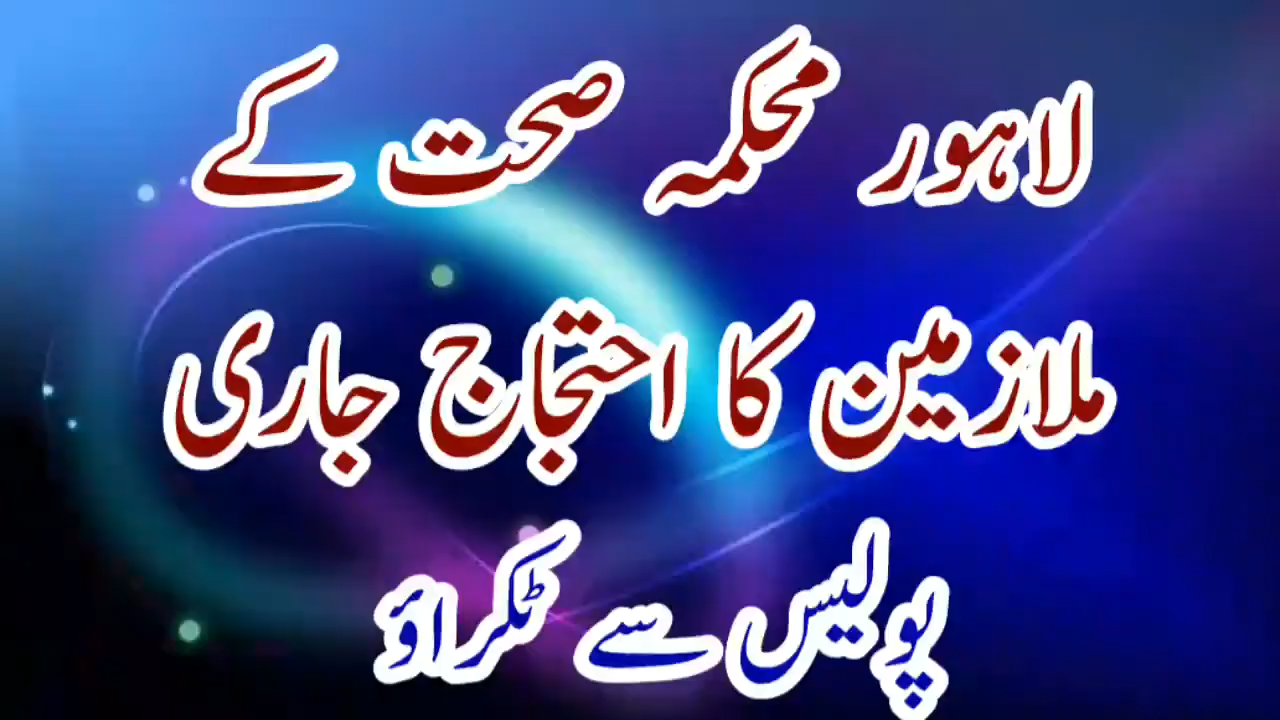 لاہور محکمہ صحت کے
ملازمین کا احتجاج جاری
پولیس سے ٹکراؤ